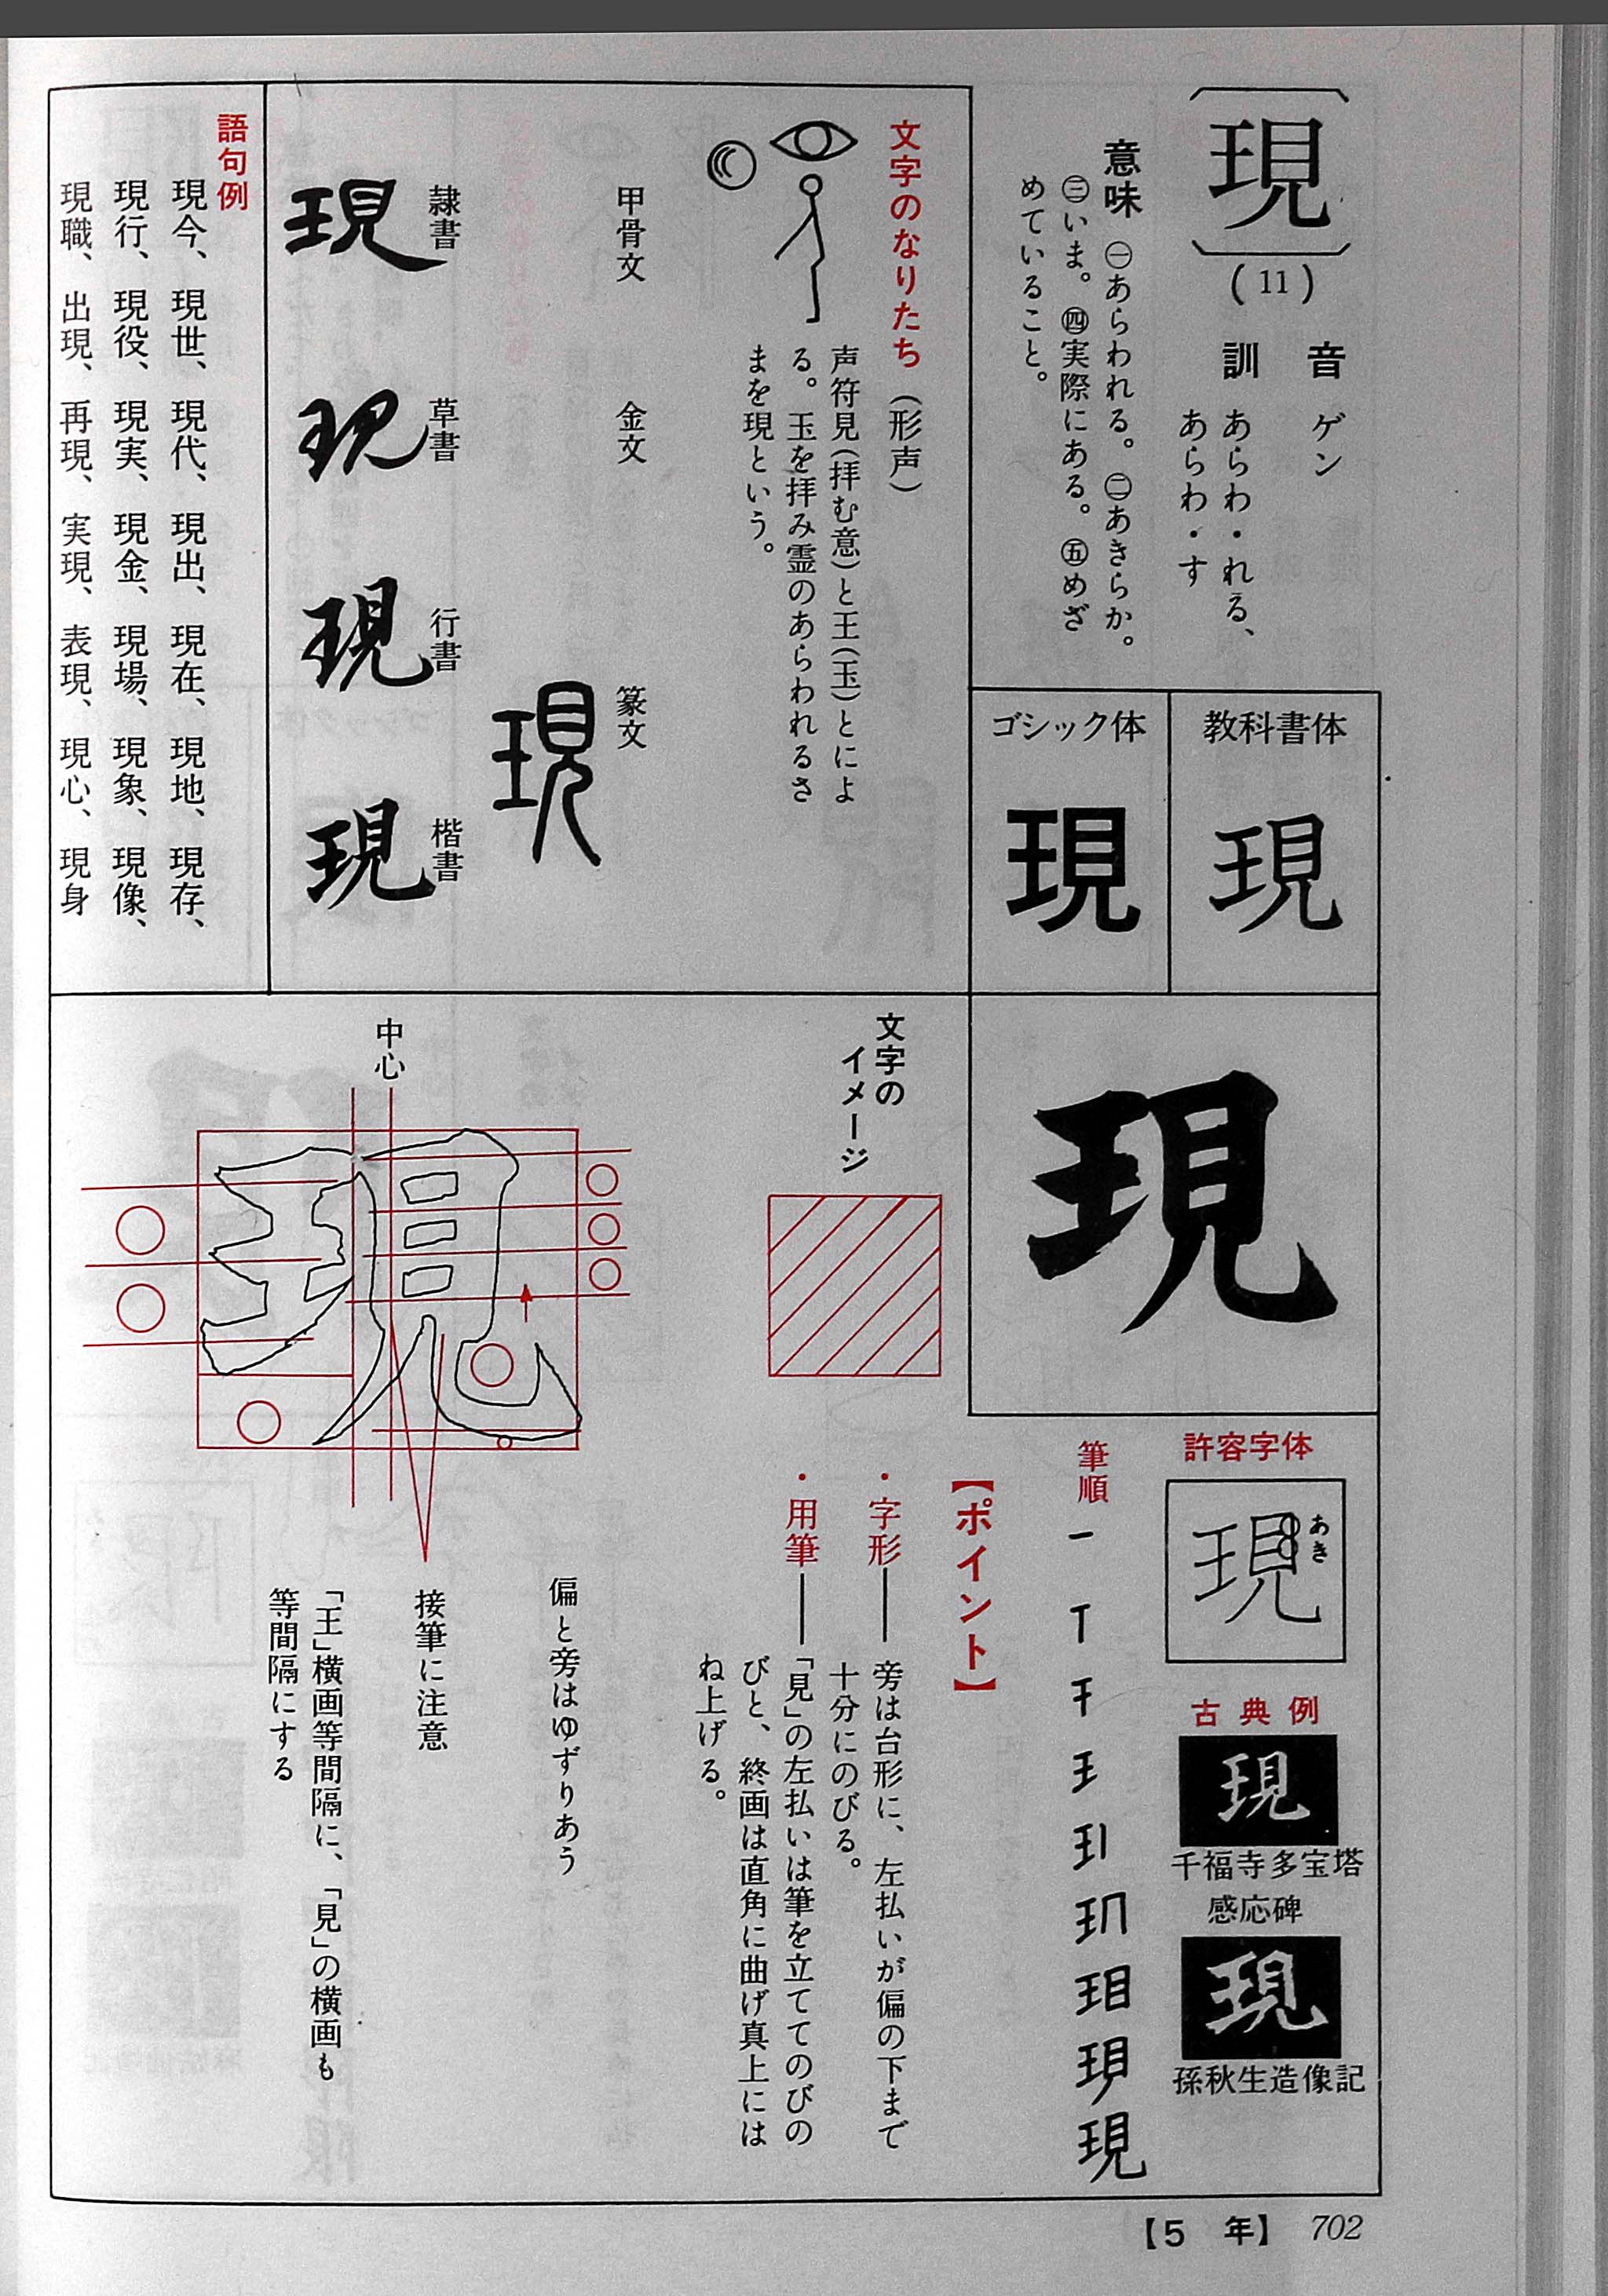 現
(11)
音 ゲン
訓 あらわ・れる、
あらわ・す
意味 ㊀あらわれる。㊁あきらか。
㊂いま。㊃実際にある。㊄めざ
めていること。
教科書体
現
ゴシック体
現
文字のなりたち（形声）
声符見（拝む意）と王（玉）とによ
る。玉を拝み霊のあらわれるさ
まを現という。
甲骨文
金文
篆文
現
隷書
現
草書
現
行書
現
楷書
現
語句例
現今、現世、現代、現出、現在、現地、現存、
現行、現役、現実、現金、現場、現象、現像、
現職、出現、再現、実現、表現、現心、現身
現
許容字体
現
あき
古典例
現
千福寺多宝塔
感応碑
現
孫秋生造像記
筆順
一 丅 干 王 現
文字の
イメージ
中心
【ポイント】
・字形──旁は台形に、左払いが偏の下まで
十分にのびる。
・用筆──「見」の左払いは筆を立ててのびの
びと、終画は直角に曲げ真上には
ね上げる。
偏と旁はゆずりあう
接筆に注意
「王」横画等間隔に、「見」の横画も
等間隔にする
【5 年】 702